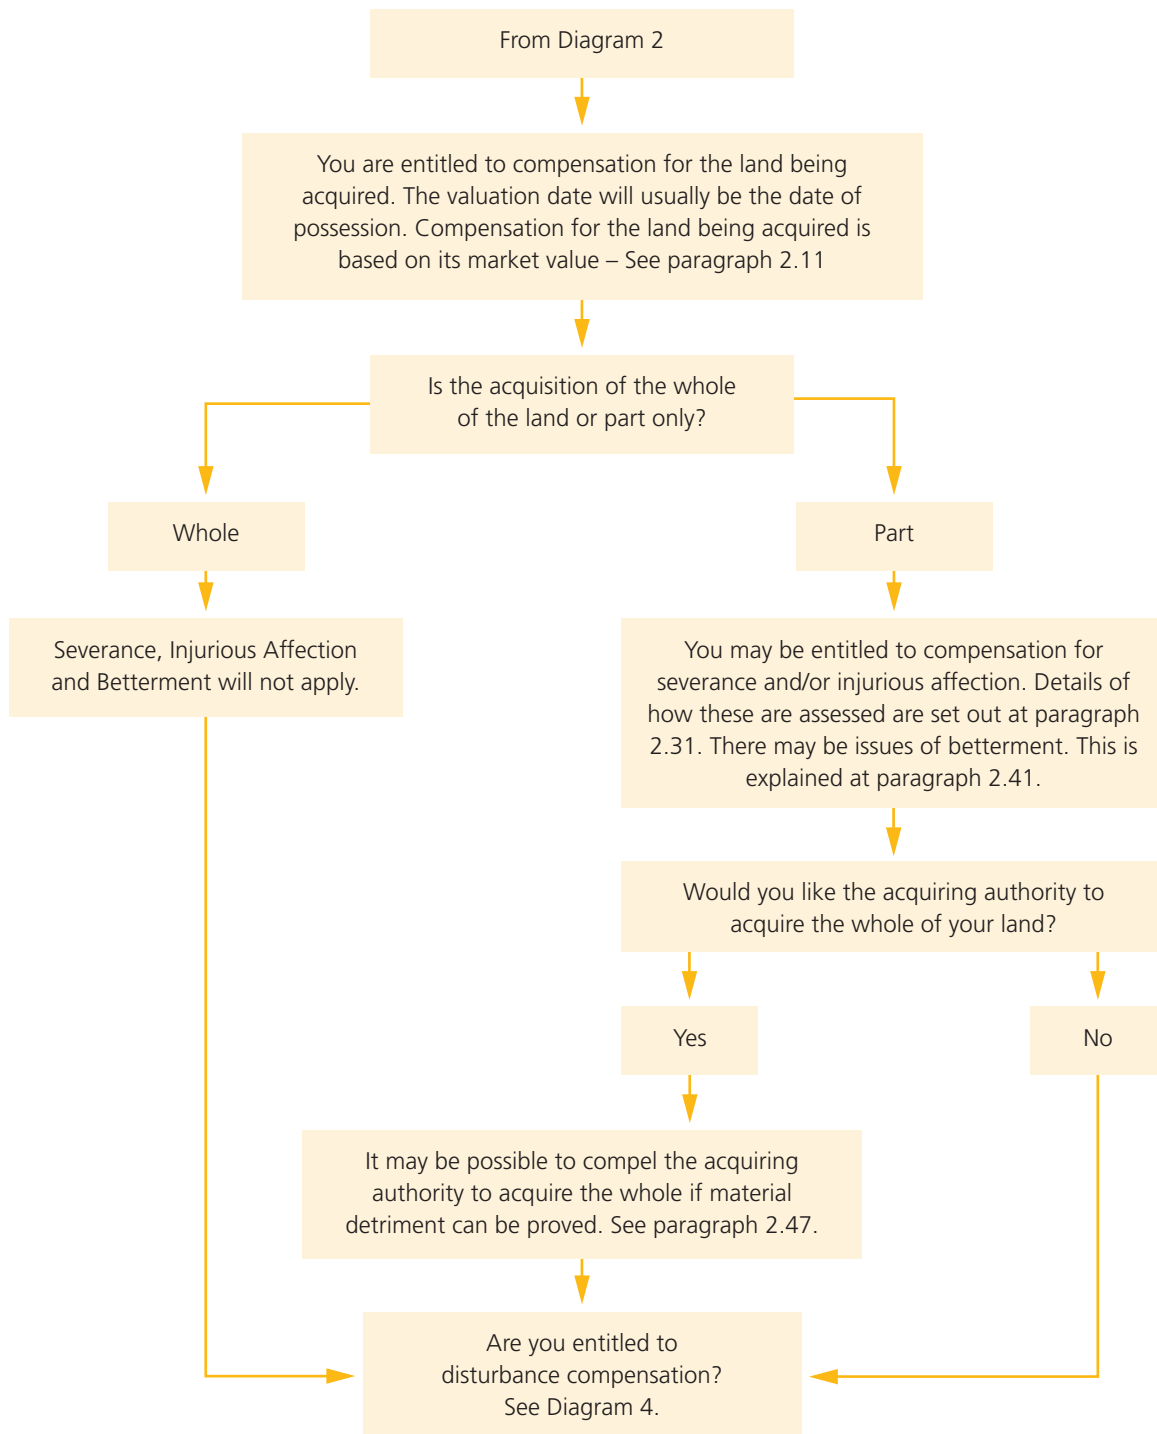 From Diagram 2
You are entitled to compensation for the land being
acquired. The valuation date will usually be the date of
possession. Compensation for the land being acquired is
based on its market value – See paragraph 2.11
Is the acquisition of the whole
of the land or part only?
Whole
Part
Severance, Injurious Affection
and Betterment will not apply.
You may be entitled to compensation for
severance and/or injurious affection. Details of
how these are assessed are set out at paragraph
2.31. There may be issues of betterment. This is
explained at paragraph 2.41.
Would you like the acquiring authority to
acquire the whole of your land?
Yes
No
It may be possible to compel the acquiring
authority to acquire the whole if material
detriment can be proved. See paragraph 2.47.
Are you entitled to
disturbance compensation?
See Diagram 4.